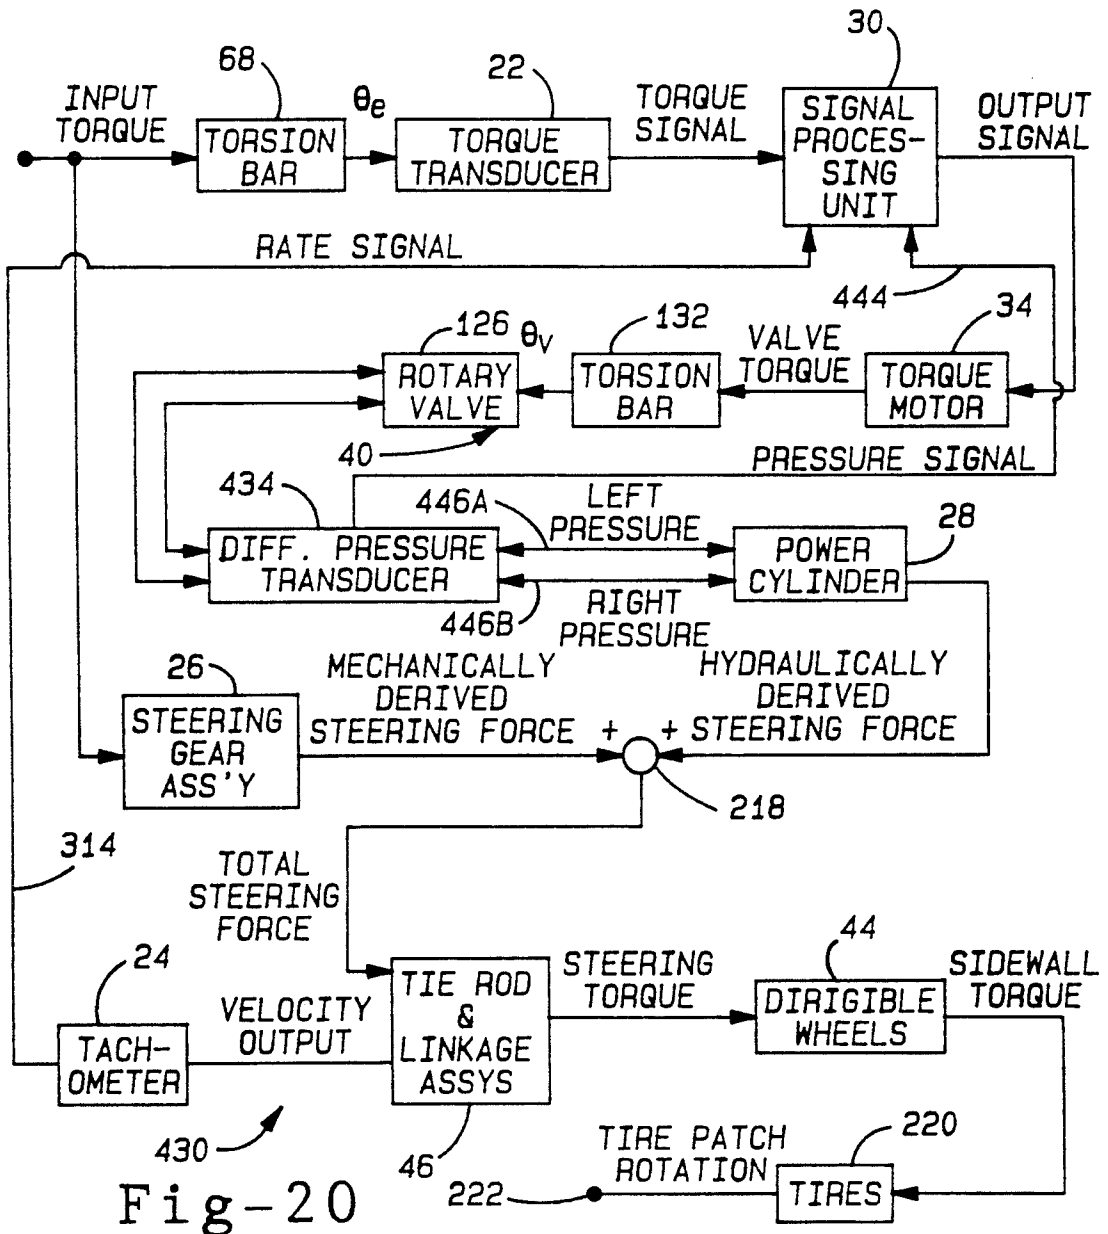 30
68
22
INPUT
TORQUE
θe
TORQUE
SIGNAL
OUTPUT
SIGNAL
TORSION
BAR
TORQUE
TRANSDUCER
SIGNAL
PROCES-
SING
UNIT
RATE SIGNAL
444
34
126
θV
132
VALVE
TORQUE
ROTARY
VALVE
TORSION
BAR
TORQUE
MOTOR
40
PRESSURE SIGNAL
434
446A
LEFT
PRESSURE
28
DIFF. PRESSURE
TRANSDUCER
POWER
CYLINDER
446B
RIGHT
PRESSURE
26
MECHANICALLY
DERIVED
STEERING FORCE
HYDRAULICALLY
DERIVED
STEERING FORCE
+
+
STEERING
GEAR
ASS'Y
218
314
TOTAL
STEERING
FORCE
24
44
STEERING
TORQUE
SIDEWALL
TORQUE
TIE ROD
&
LINKAGE
ASSYS
DIRIGIBLE
WHEELS
VELOCITY
OUTPUT
TACH-
OMETER
430
46
TIRE PATCH
ROTATION
220
222
TIRES
Fig-20